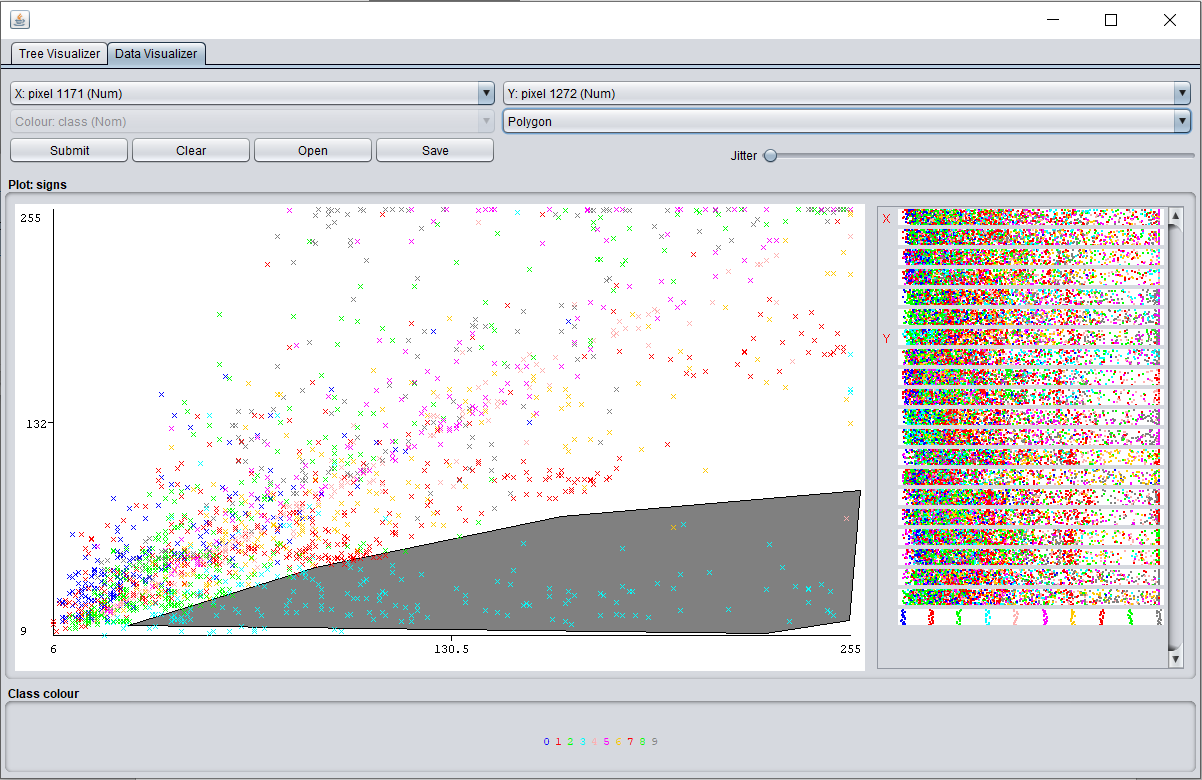 Tree Visualizer Data Visualizer
X: pixel 1171 (Num) Y: pixel 1272 (Num)
Colour: class (Nom) Polygon
Submit Clear Open Save Jitter
Plot: signs
255
132
9
6 130.5 255
X
Y
Class colour
0 1 2 3 4 5 6 7 8 9